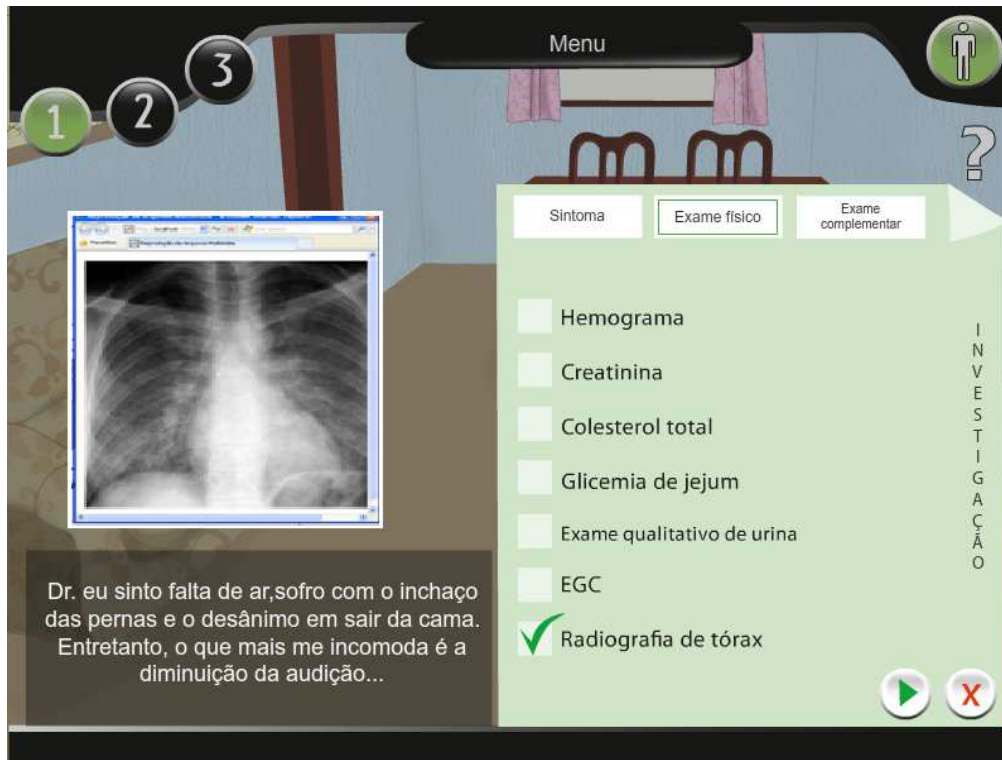 Menu
3
2
1
?
Sintoma
Exame físico
Exame
complementar
Hemograma
Creatinina
Colesterol total
Glicemia de jejum
Exame qualitativo de urina
EGC
Radiografia de tórax
INVESTIGAÇÃO
Dr. eu sinto falta de ar,sofro com o inchaço
das pernas e o desânimo em sair da cama.
Entretanto, o que mais me incomoda é a
diminuição da audição...
X